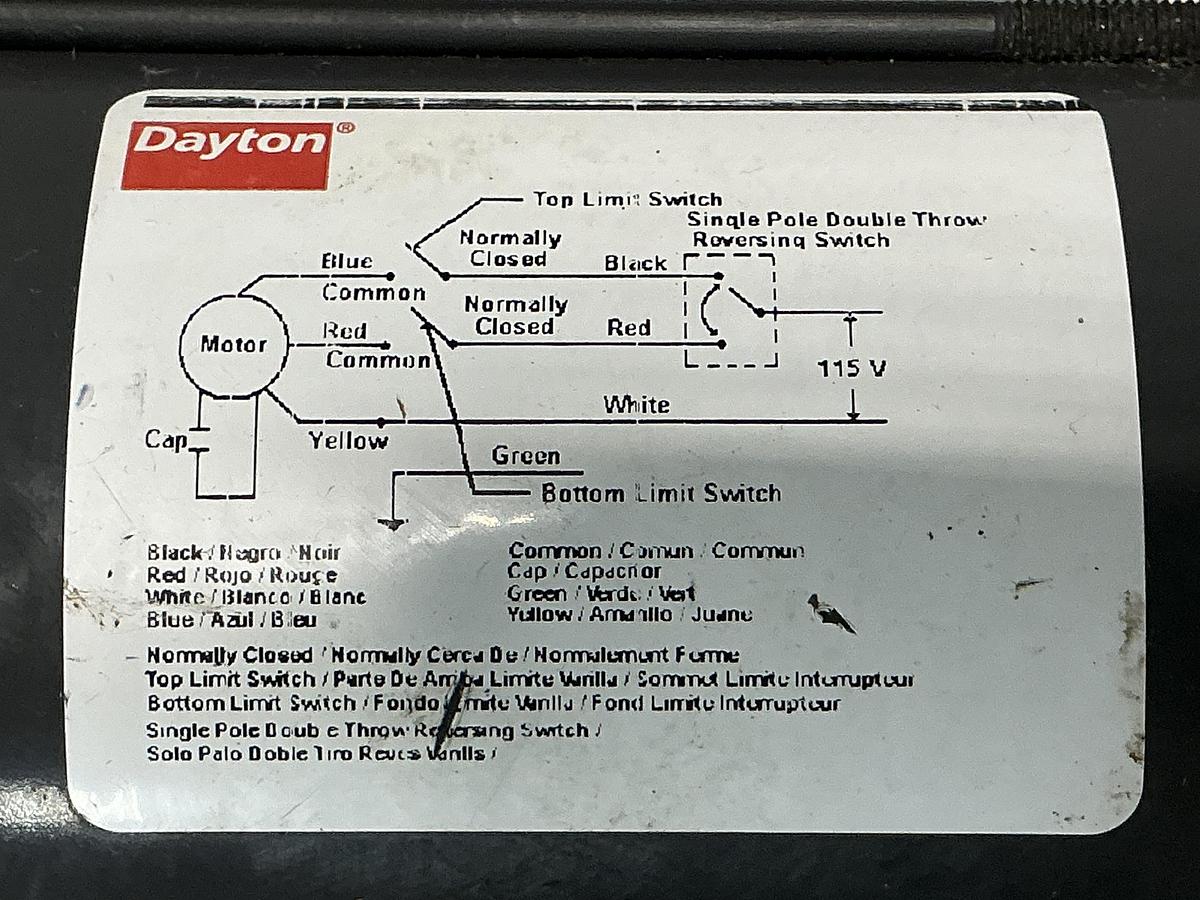 Dayton®
Top Limit Switch
Single Pole Double Throw
Reversing Switch
Normally
Closed
Blue
Black
Common
Normally
Closed
Red
Red
Motor
Common
115 V
White
Cap
Yellow
Green
Bottom Limit Switch
Black / Negro / Noir
Red / Rojo / Rouge
White / Blanco / Blanc
Blue / Azul / Bleu
Common / Comun / Commun
Cap / Capacitor
Green / Verde / Vert
Yellow / Amarillo / Juane
Normally Closed / Normally Cerca De / Normalement Ferme
Top Limit Switch / Parte De Arriba Limite Varilla / Sommet Limite Interrupteur
Bottom Limit Switch / Fondo Limite Varilla / Fond Limite Interrupteur
Single Pole Double Throw Reversing Switch /
Solo Palo Doble Tiro Reves Varilla /